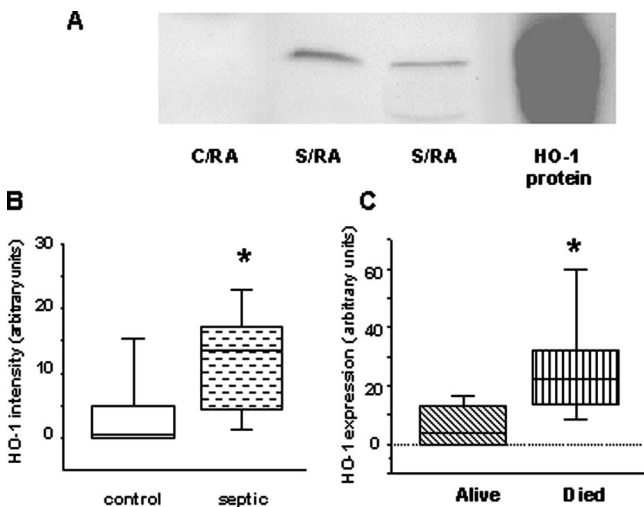 A
C/RA S/RA S/RA HO-1
protein
B
HO-1 intensity (arbitrary units)
30
20
10
0
*
control septic
C
HO-1 expression (arbitrary units)
60
40
20
0
*
Alive Died